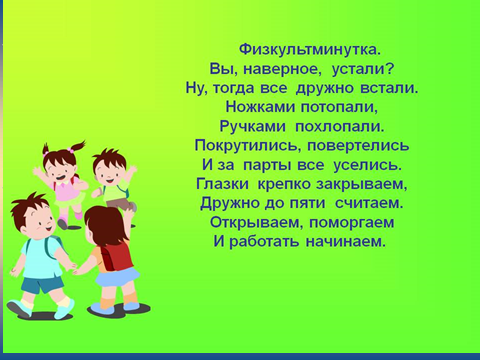 Физкультминутка.
Вы, наверное, устали?
Ну, тогда все дружно встали.
Ножками потопали,
Ручками похлопали.
Покрутились, повертелись
И за парты все уселись.
Глазки крепко закрываем,
Дружно до пяти считаем.
Открываем, поморгаем
И работать начинаем.